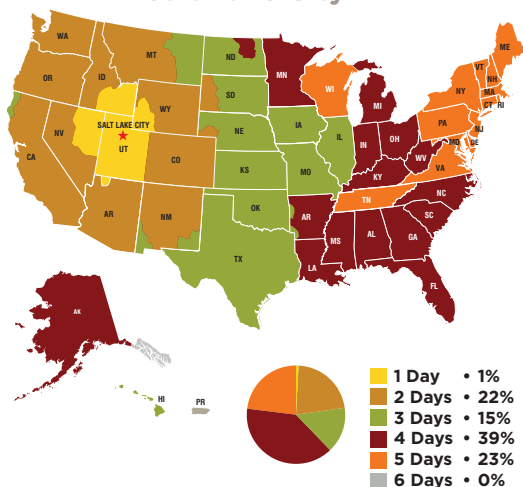 WA
MT
ND
ME
OR
ID
MN
VT
NH
WI
NY
MA
SD
WY
MI
CT RI
SALT LAKE CITY
PA
NJ
IA
NE
NV
OH
MD DE
UT
IL
IN
WV
CA
CO
VA
KS
MO
KY
NC
TN
OK
AR
NM
AR
SC
MS
AL
GA
TX
LA
FL
AK
HI
PR
1 Day • 1%
2 Days • 22%
3 Days • 15%
4 Days • 39%
5 Days • 23%
6 Days • 0%